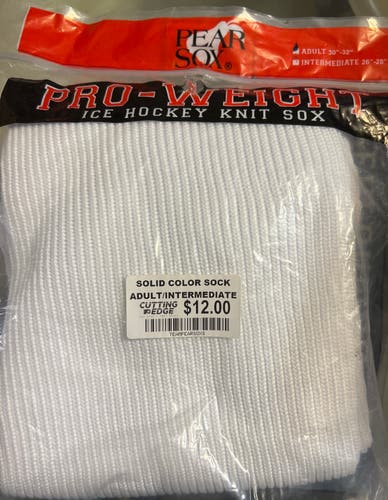 PEAR
SOX®
ADULT 30"-32"
INTERMEDIATE 26"-28"
PRO-WEIGHT
ICE HOCKEY KNIT SOX
SOLID COLOR SOCK
ADULT/INTERMEDIATE
CUTTING
EDGE
$12.00